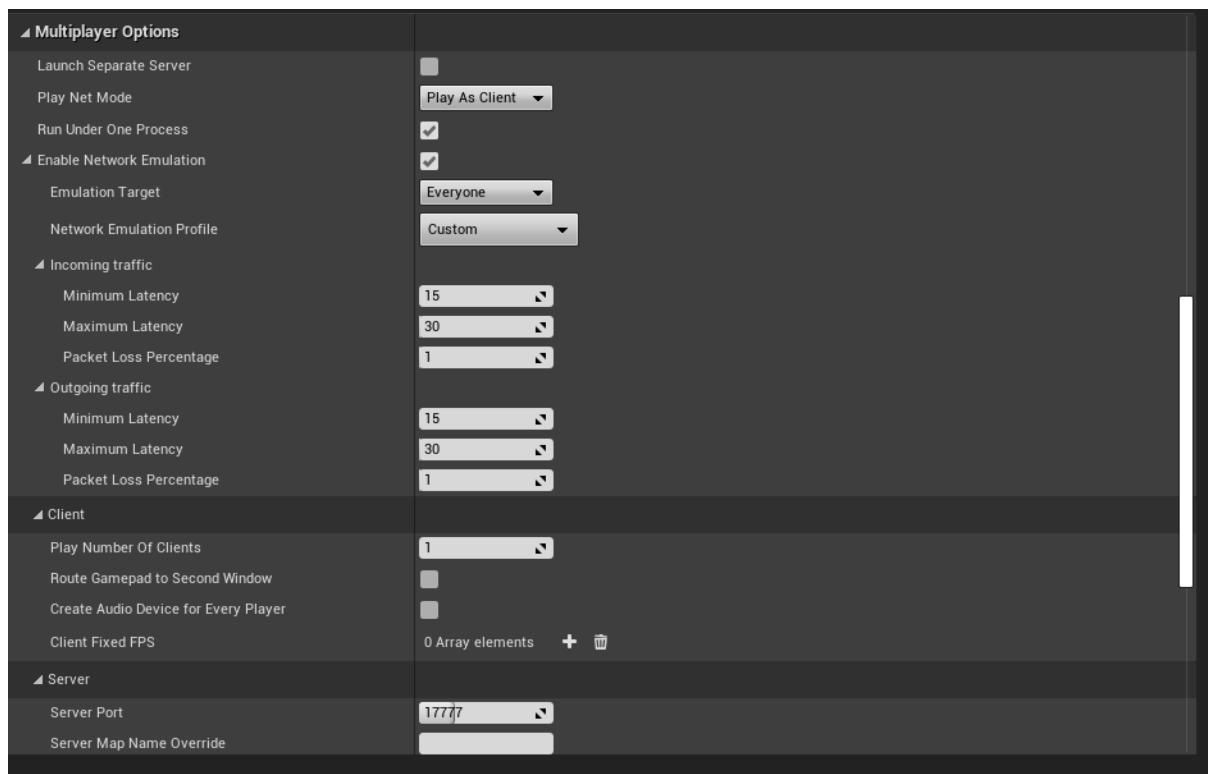 Multiplayer Options
Launch Separate Server
Play Net Mode Play As Client
Run Under One Process
Enable Network Emulation
Emulation Target Everyone
Network Emulation Profile Custom
Incoming traffic
Minimum Latency 15
Maximum Latency 30
Packet Loss Percentage 1
Outgoing traffic
Minimum Latency 15
Maximum Latency 30
Packet Loss Percentage 1
Client
Play Number Of Clients 1
Route Gamepad to Second Window
Create Audio Device for Every Player
Client Fixed FPS 0 Array elements
Server
Server Port 17777
Server Map Name Override